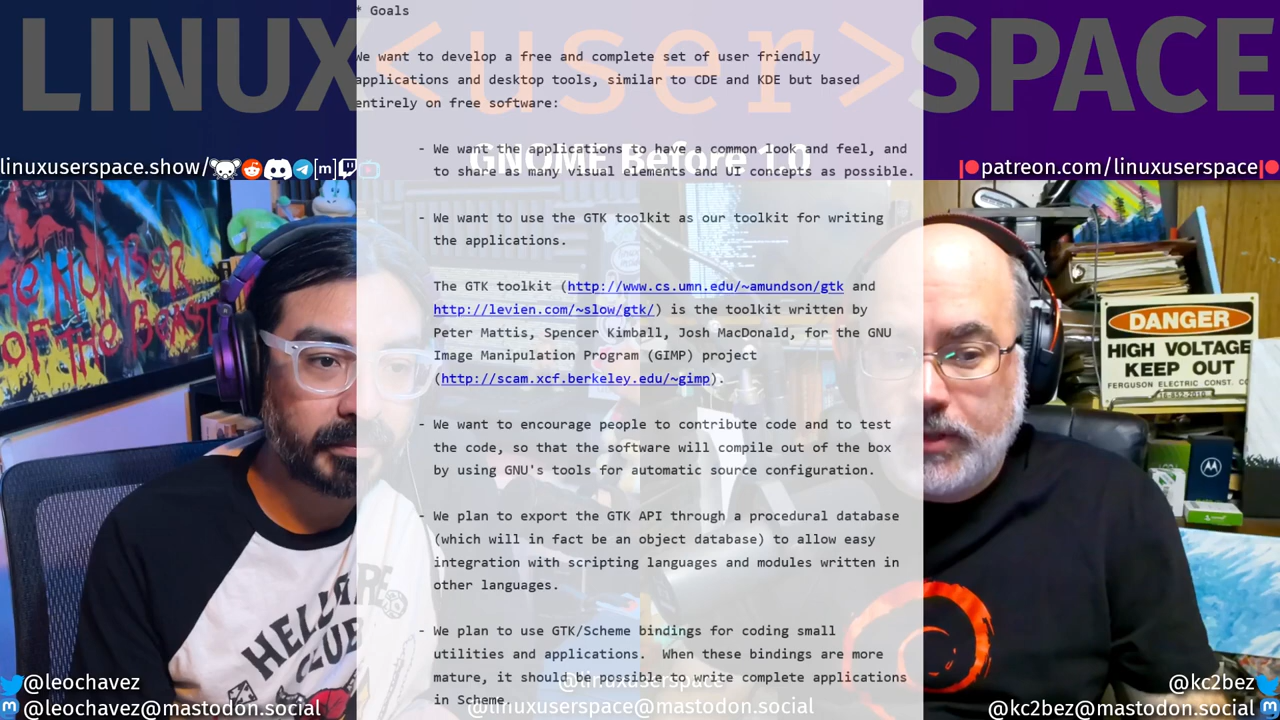 LINUX <user> SPACE
linuxuserspace.show/
patreon.com/linuxuserspace
GNOME Before 1.0
* Goals
We want to develop a free and complete set of user friendly
applications and desktop tools, similar to CDE and KDE but based
entirely on free software:
- We want the applications to have a common look and feel, and
to share as many visual elements and UI concepts as possible.
- We want to use the GTK toolkit as our toolkit for writing
the applications.
The GTK toolkit (http://www.cs.umn.edu/~amundson/gtk and
http://levien.com/~slow/gtk/) is the toolkit written by
Peter Mattis, Spencer Kimball, Josh MacDonald, for the GNU
Image Manipulation Program (GIMP) project
(http://scam.xcf.berkeley.edu/~gimp).
- We want to encourage people to contribute code and to test
the code, so that the software will compile out of the box
by using GNU's tools for automatic source configuration.
- We plan to export the GTK API through a procedural database
(which will in fact be an object database) to allow easy
integration with scripting languages and modules written in
other languages.
- We plan to use GTK/Scheme bindings for coding small
utilities and applications.  When these bindings are more
mature, it should be possible to write complete applications
in Scheme.
THE NUMBER
OF THE BEAST
DANGER
HIGH VOLTAGE
KEEP OUT
FERGUSON ELECTRIC CONST. CO
CLUB
@leochavez
@leochavez@mastodon.social
@linuxuserspace
@linuxuserspace@mastodon.social
@kc2bez
@kc2bez@mastodon.social